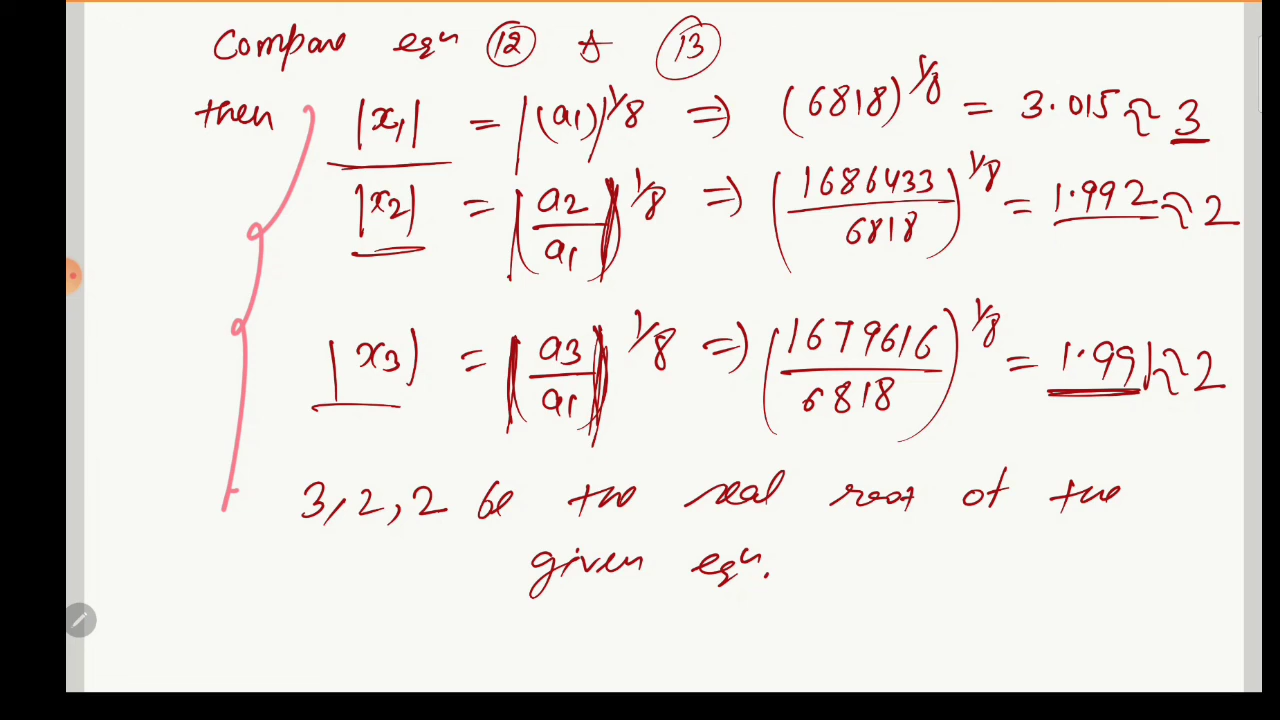 Compare eqn 12 & 13
then |x1| = |(a1)|^1/8 => (6818)^1/8 = 3.015 ≈ 3
|x2| = |(a2/a1)|^1/8 => (1686433/6818)^1/8 = 1.992 ≈ 2
|x3| = |(a3/a1)|^1/8 => (1679616/6818)^1/8 = 1.991 ≈ 2
3, 2, 2 be the real root of the
given eqn.